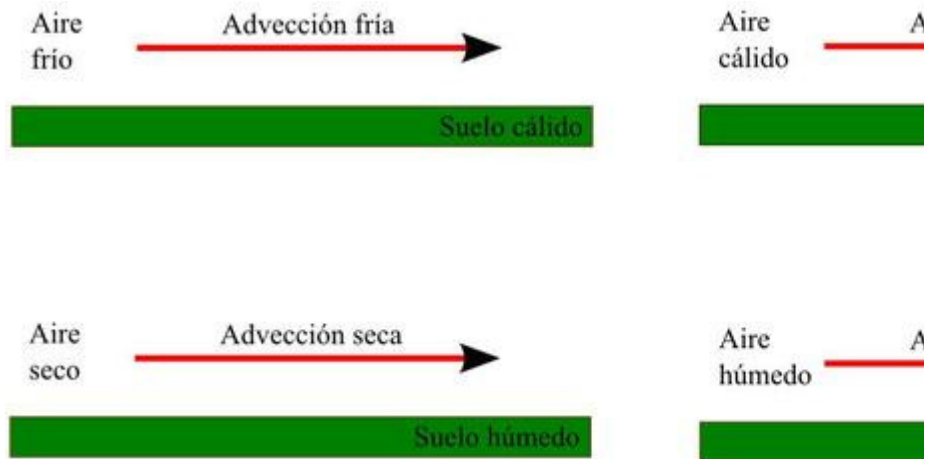 Aire
frío
Advección fría
Suelo cálido
Aire
cálido
A
Aire
seco
Advección seca
Suelo húmedo
Aire
húmedo
A